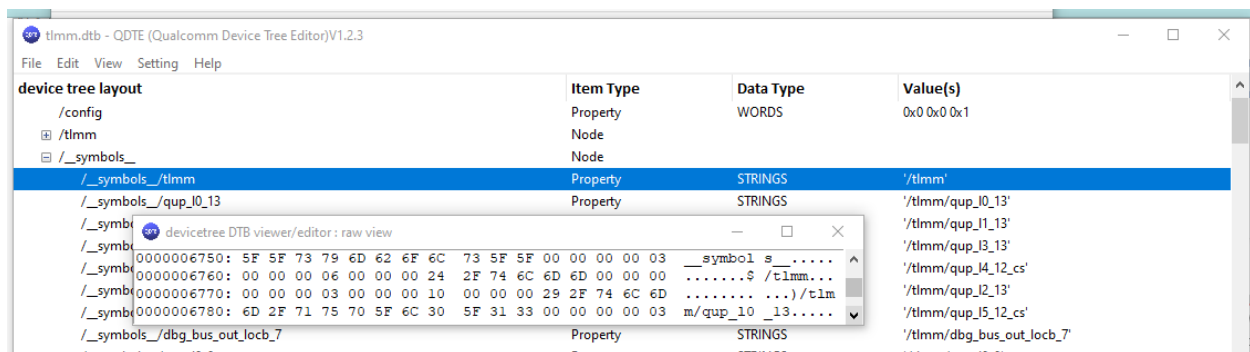 tlmm.dtb - QDTE (Qualcomm Device Tree Editor)V1.2.3
File Edit View Setting Help
device tree layout Item Type Data Type Value(s)
/config Property WORDS 0x0 0x0 0x1
/tlmm Node
/__symbols__ Node
/__symbols__/tlmm Property STRINGS '/tlmm'
/__symbols__/qup_l0_13 Property STRINGS '/tlmm/qup_l0_13'
/__symb '/tlmm/qup_l1_13'
devicetree DTB viewer/editor : raw view
/__symb '/tlmm/qup_l3_13'
0000006750: 5F 5F 73 79 6D 62 6F 6C 73 5F 5F 00 00 00 00 03 __symbol s__.....
/__symb '/tlmm/qup_l4_12_cs'
0000006760: 00 00 00 06 00 00 00 24 2F 74 6C 6D 6D 00 00 00 .......$ /tlmm...
/__symb '/tlmm/qup_l2_13'
0000006770: 00 00 00 03 00 00 00 10 00 00 00 29 2F 74 6C 6D ........ ...)/tlm
/__symb '/tlmm/qup_l5_12_cs'
0000006780: 6D 2F 71 75 70 5F 6C 30 5F 31 33 00 00 00 00 03 m/qup_l0 _13.....
/__symbols__/dbg_bus_out_locb_7 Property STRINGS '/tlmm/dbg_bus_out_locb_7'